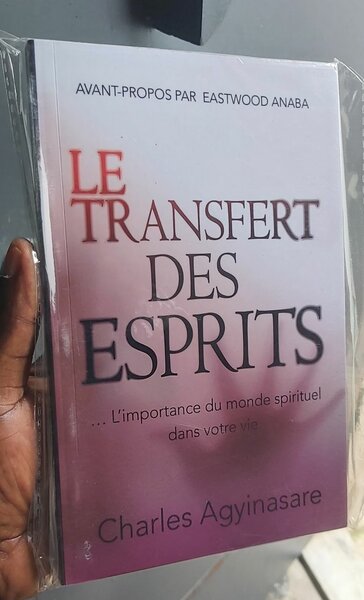 AVANT-PROPOS PAR EASTWOOD ANABA
LE
TRANSFERT
DES
ESPRITS
... L'importance du monde spirituel
dans votre vie
Charles Agyinasare